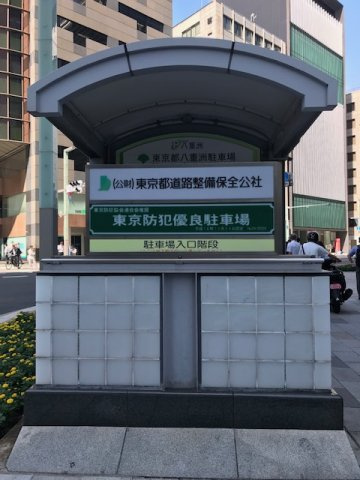 八重洲
東京都八重洲駐車場
(公財)東京都道路整備保全公社
東京防犯優良駐車場
駐車場入口階段